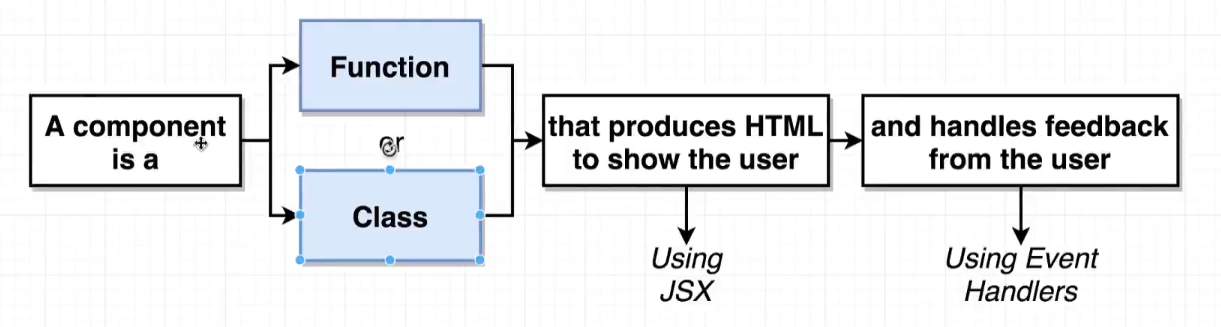 A component
is a
Function
or
Class
that produces HTML
to show the user
and handles feedback
from the user
Using
JSX
Using Event
Handlers